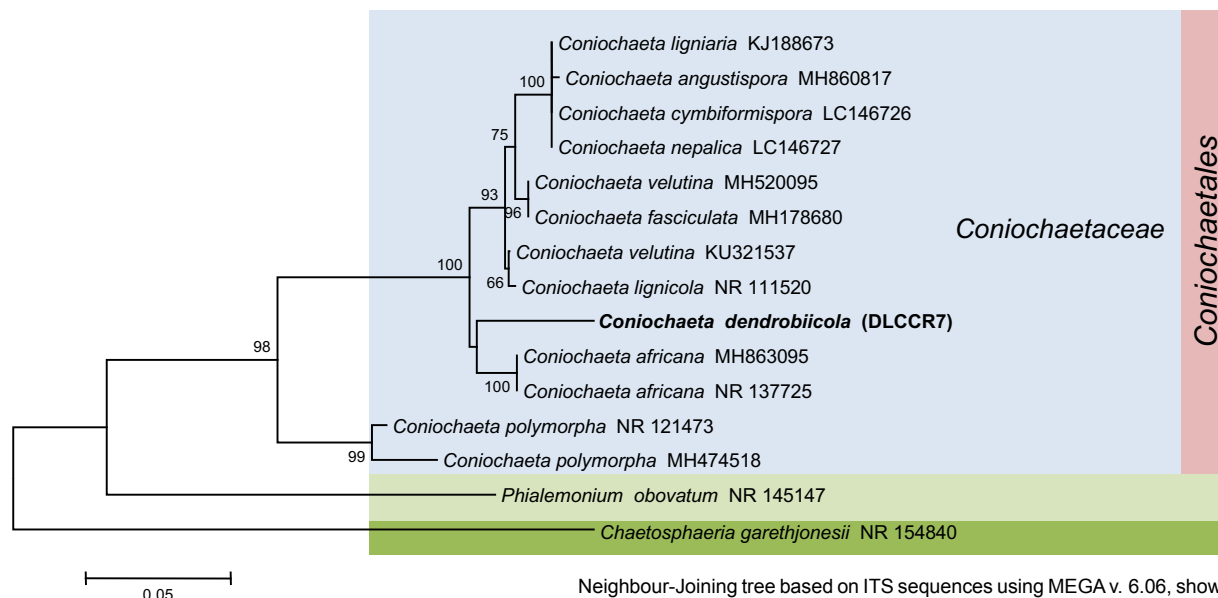 Coniochaeta ligniaria KJ188673
100
Coniochaeta angustispora MH860817
Coniochaeta cymbiformispora LC146726
75
Coniochaeta nepalica LC146727
Coniochaeta velutina MH520095
93
96
Coniochaeta fasciculata MH178680
Coniochaetaceae
Coniochaetales
Coniochaeta velutina KU321537
100
66
Coniochaeta lignicola NR 111520
Coniochaeta dendrobiicola (DLCCR7)
98
Coniochaeta africana MH863095
100
Coniochaeta africana NR 137725
Coniochaeta polymorpha NR 121473
99
Coniochaeta polymorpha MH474518
Phialemonium obovatum NR 145147
Chaetosphaeria garethjonesii NR 154840
0.05
Neighbour-Joining tree based on ITS sequences using MEGA v. 6.06, show